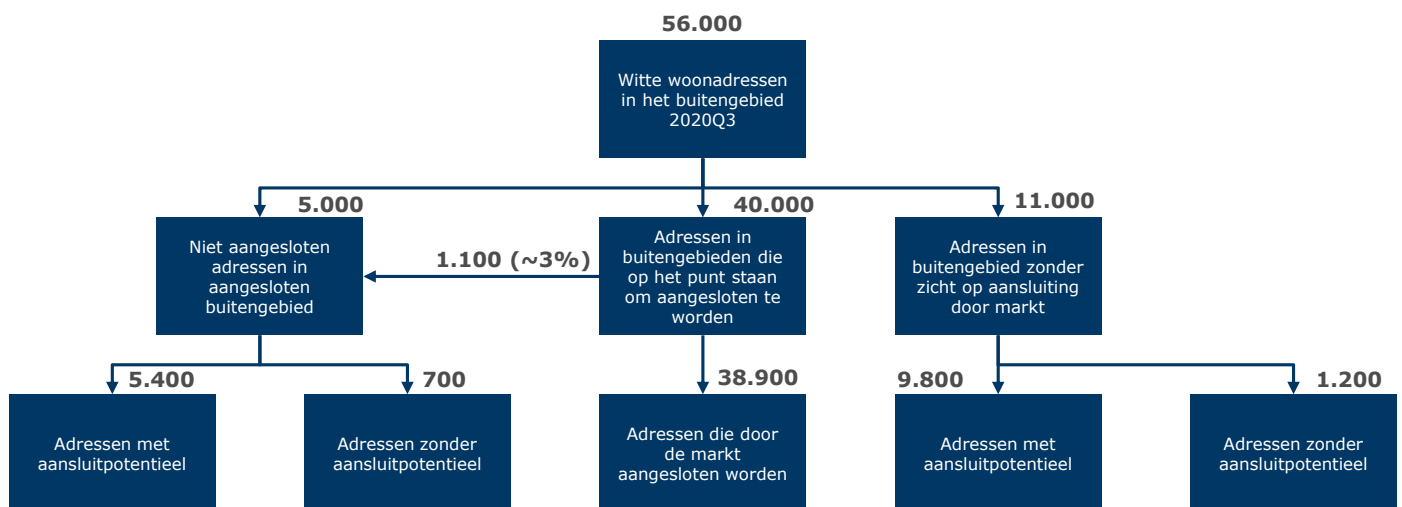 56.000
Witte woonadressen
in het buitengebied
2020Q3
5.000
40.000
11.000
Niet aangesloten
adressen in
aangesloten
buitengebied
1.100 (~3%)
Adressen in
buitengebieden die
op het punt staan
om aangesloten te
worden
Adressen in
buitengebied zonder
zicht op aansluiting
door markt
5.400
700
38.900
9.800
1.200
Adressen met
aansluitpotentieel
Adressen zonder
aansluitpotentieel
Adressen die door
de markt
aangesloten worden
Adressen met
aansluitpotentieel
Adressen zonder
aansluitpotentieel